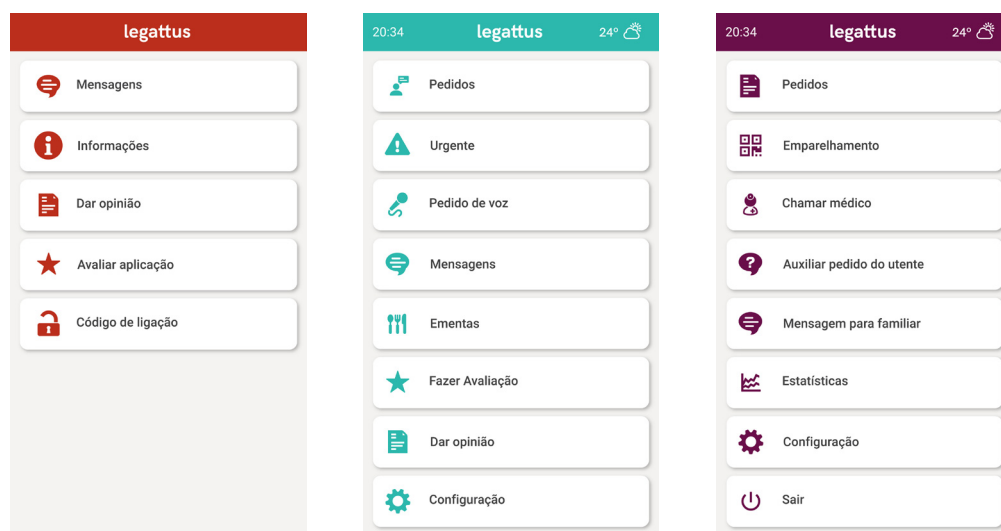 legattus
Mensagens
Informações
Dar opinião
Avaliar aplicação
Código de ligação
20:34 legattus 24º
Pedidos
Urgente
Pedido de voz
Mensagens
Ementas
Fazer Avaliação
Dar opinião
Configuração
20:34 legattus 24º
Pedidos
Emparelhamento
Chamar médico
Auxiliar pedido do utente
Mensagem para familiar
Estatísticas
Configuração
Sair